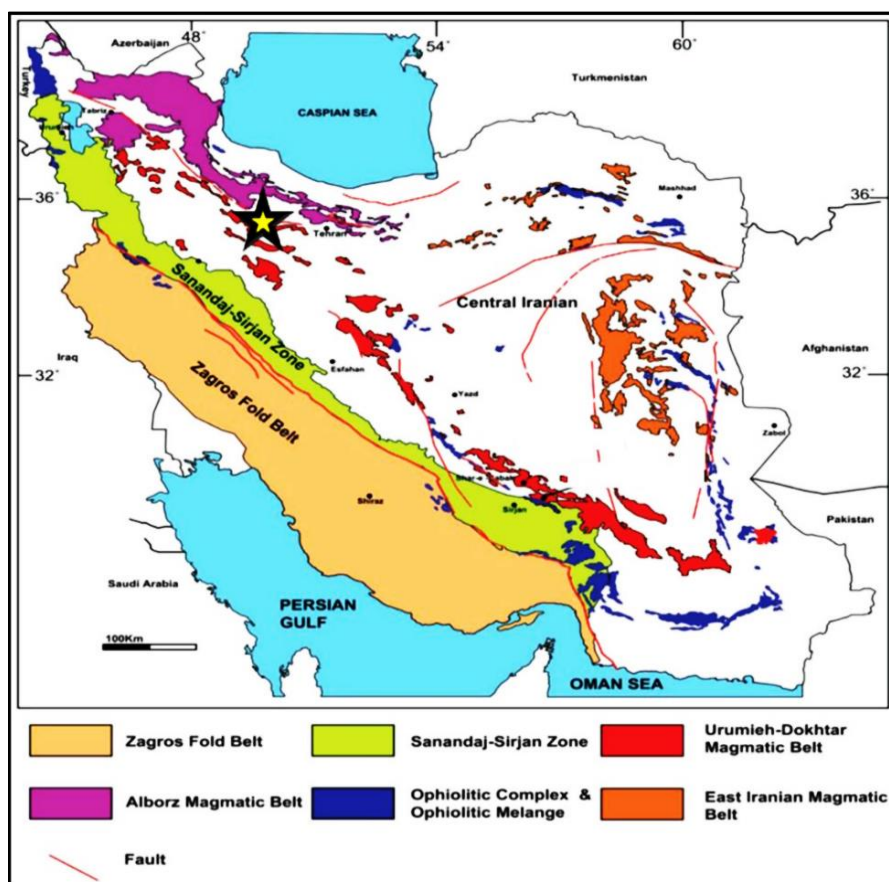 Azerbaijan
48°
54°
60°
Turkey
Turkmenistan
CASPIAN SEA
Tabriz
36°
Mashhad
36°
Tehran
Sanandaj-Sirjan Zone
Central Iranian
Iraq
Afghanistan
32°
Esfahan
32°
Zagros Fold Belt
Yazd
Zabol
Shiraz
Sirjan
Pakistan
Saudi Arabia
PERSIAN
GULF
100Km
OMAN SEA
Zagros Fold Belt
Sanandaj-Sirjan Zone
Urumieh-Dokhtar
Magmatic Belt
Alborz Magmatic Belt
Ophiolitic Complex &
Ophiolitic Melange
East Iranian Magmatic
Belt
Fault